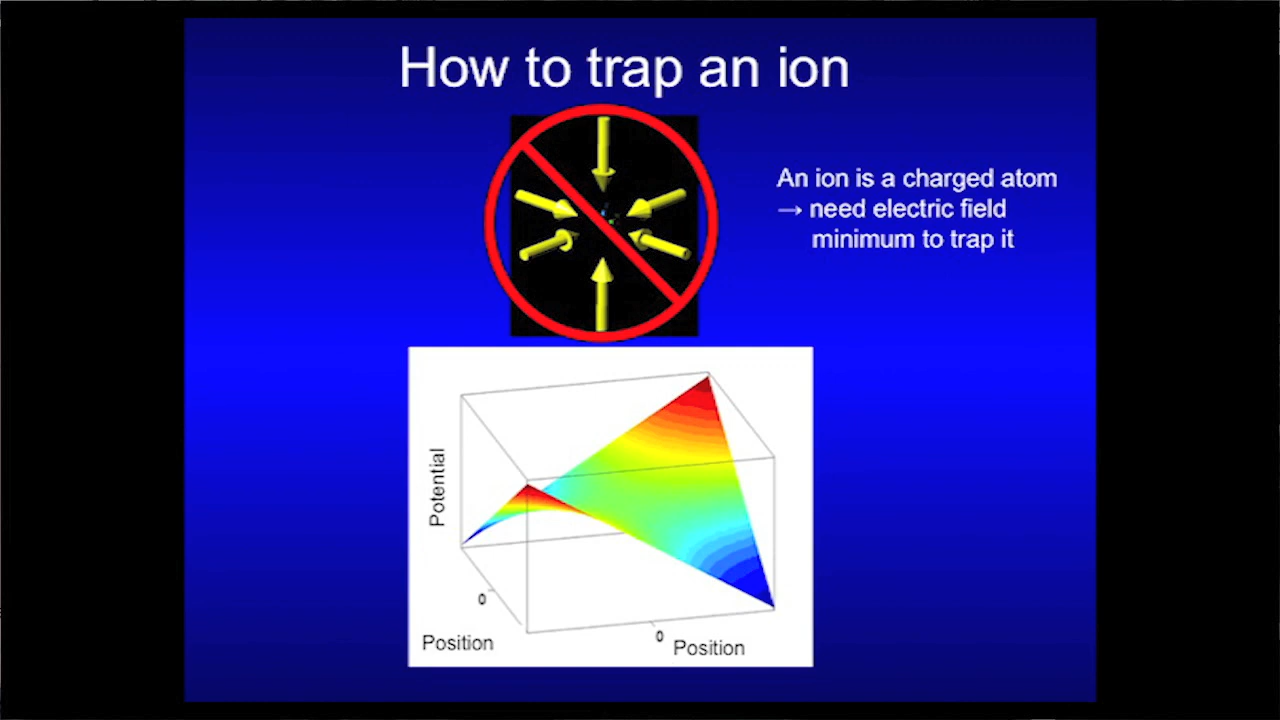 How to trap an ion
An ion is a charged atom
→ need electric field
minimum to trap it
Potential
0
Position
0
Position